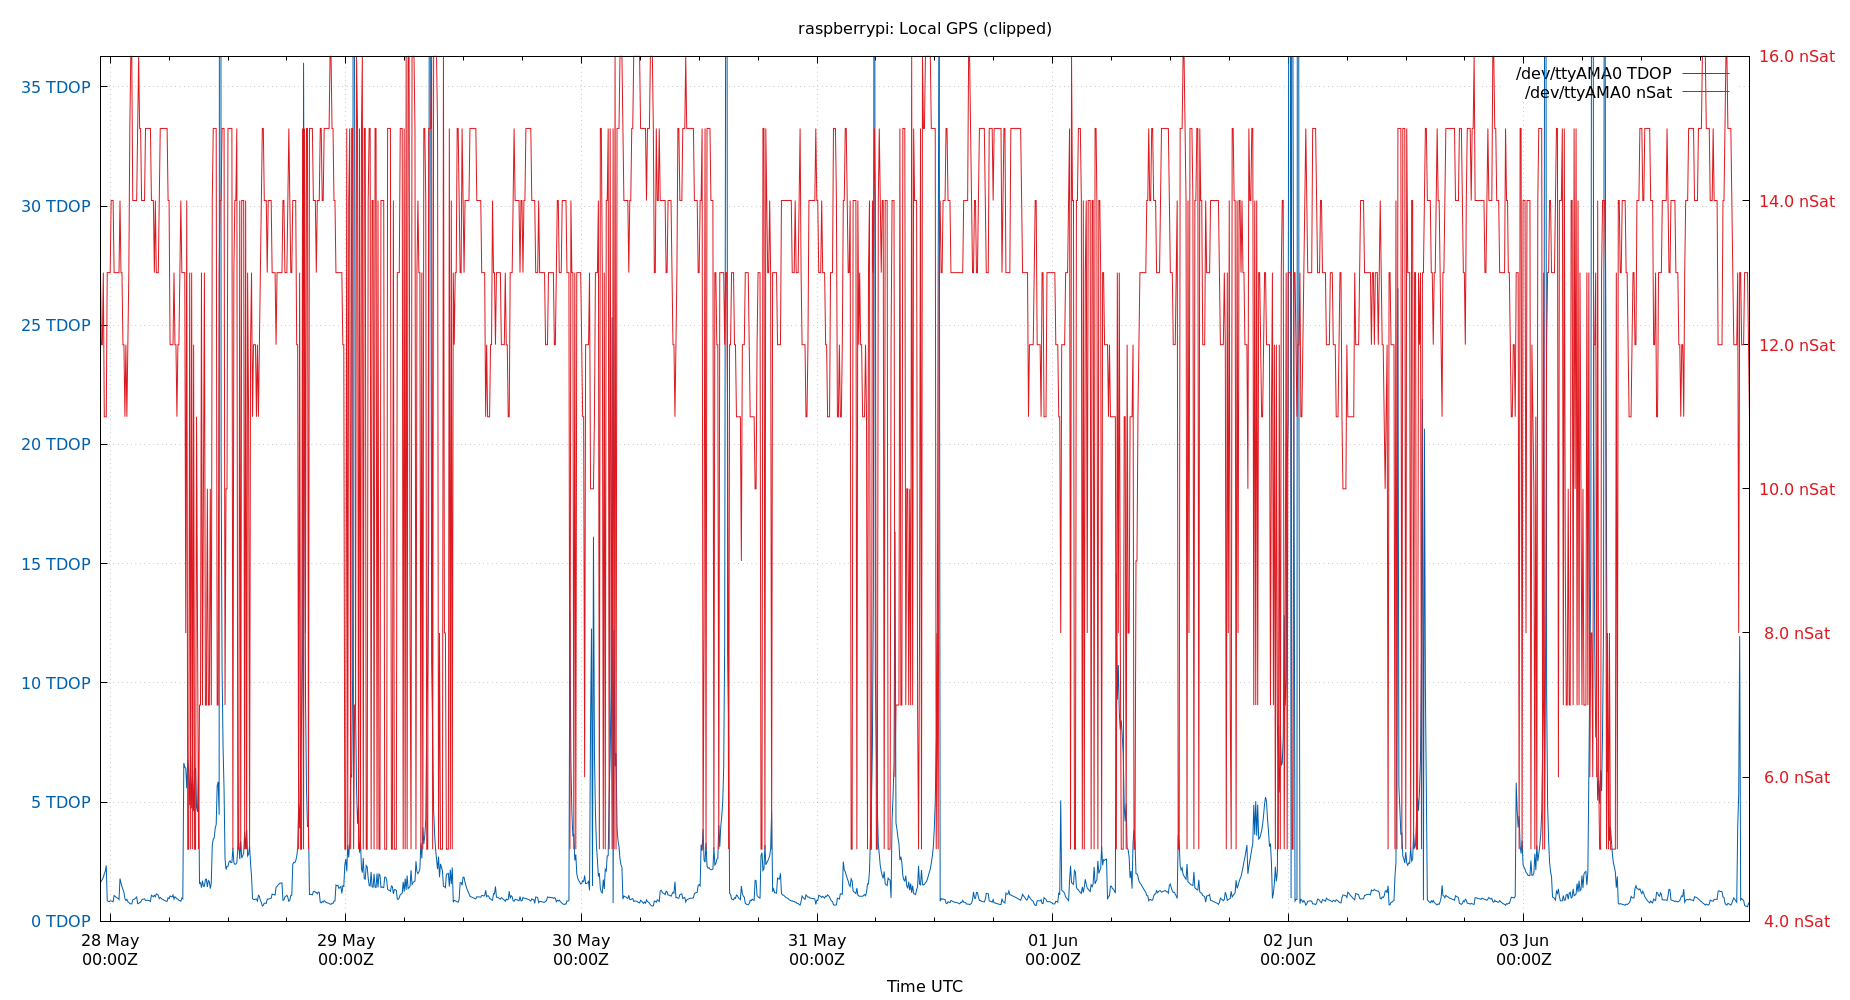 raspberrypi: Local GPS (clipped)
/dev/ttyAMA0 TDOP
/dev/ttyAMA0 nSat
35 TDOP
30 TDOP
25 TDOP
20 TDOP
15 TDOP
10 TDOP
5 TDOP
0 TDOP
16.0 nSat
14.0 nSat
12.0 nSat
10.0 nSat
8.0 nSat
6.0 nSat
4.0 nSat
28 May
00:00Z
29 May
00:00Z
30 May
00:00Z
31 May
00:00Z
01 Jun
00:00Z
02 Jun
00:00Z
03 Jun
00:00Z
Time UTC